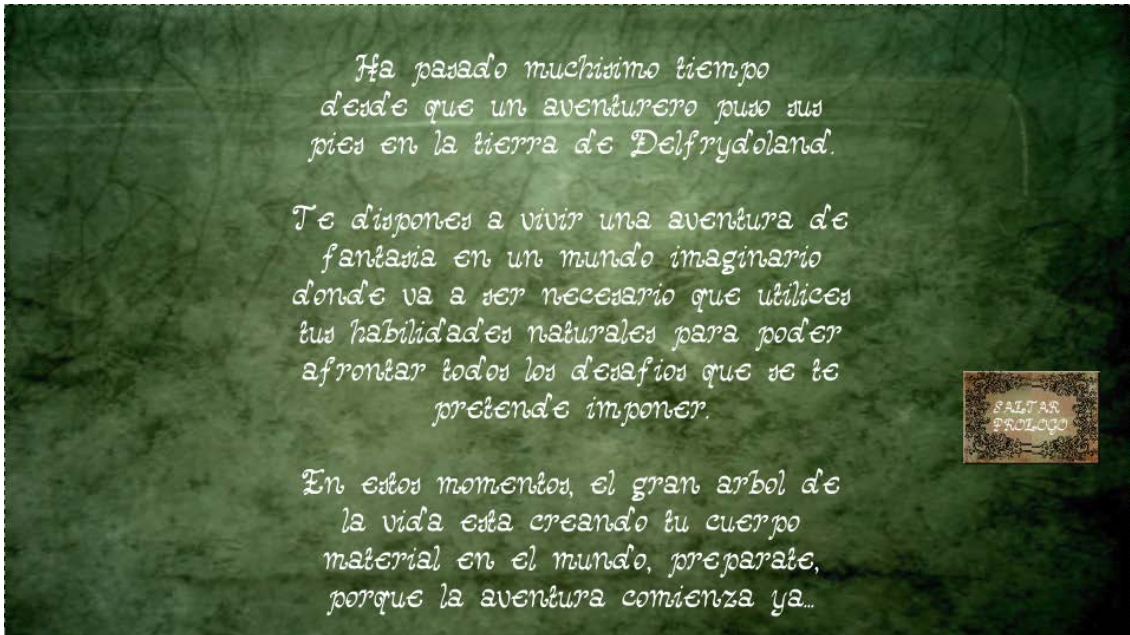 Ha pasado muchisimo tiempo
desde que un aventurero puso sus
pies en la tierra de Delfrydoland.
Te dispones a vivir una aventura de
fantasia en un mundo imaginario
donde va a ser necesario que utilices
tus habilidades naturales para poder
afrontar todos los desafios que se te
pretende imponer.
En estos momentos, el gran arbol de
la vida esta creando tu cuerpo
material en el mundo, preparate,
porque la aventura comienza ya...
SALTAR
PROLOGO